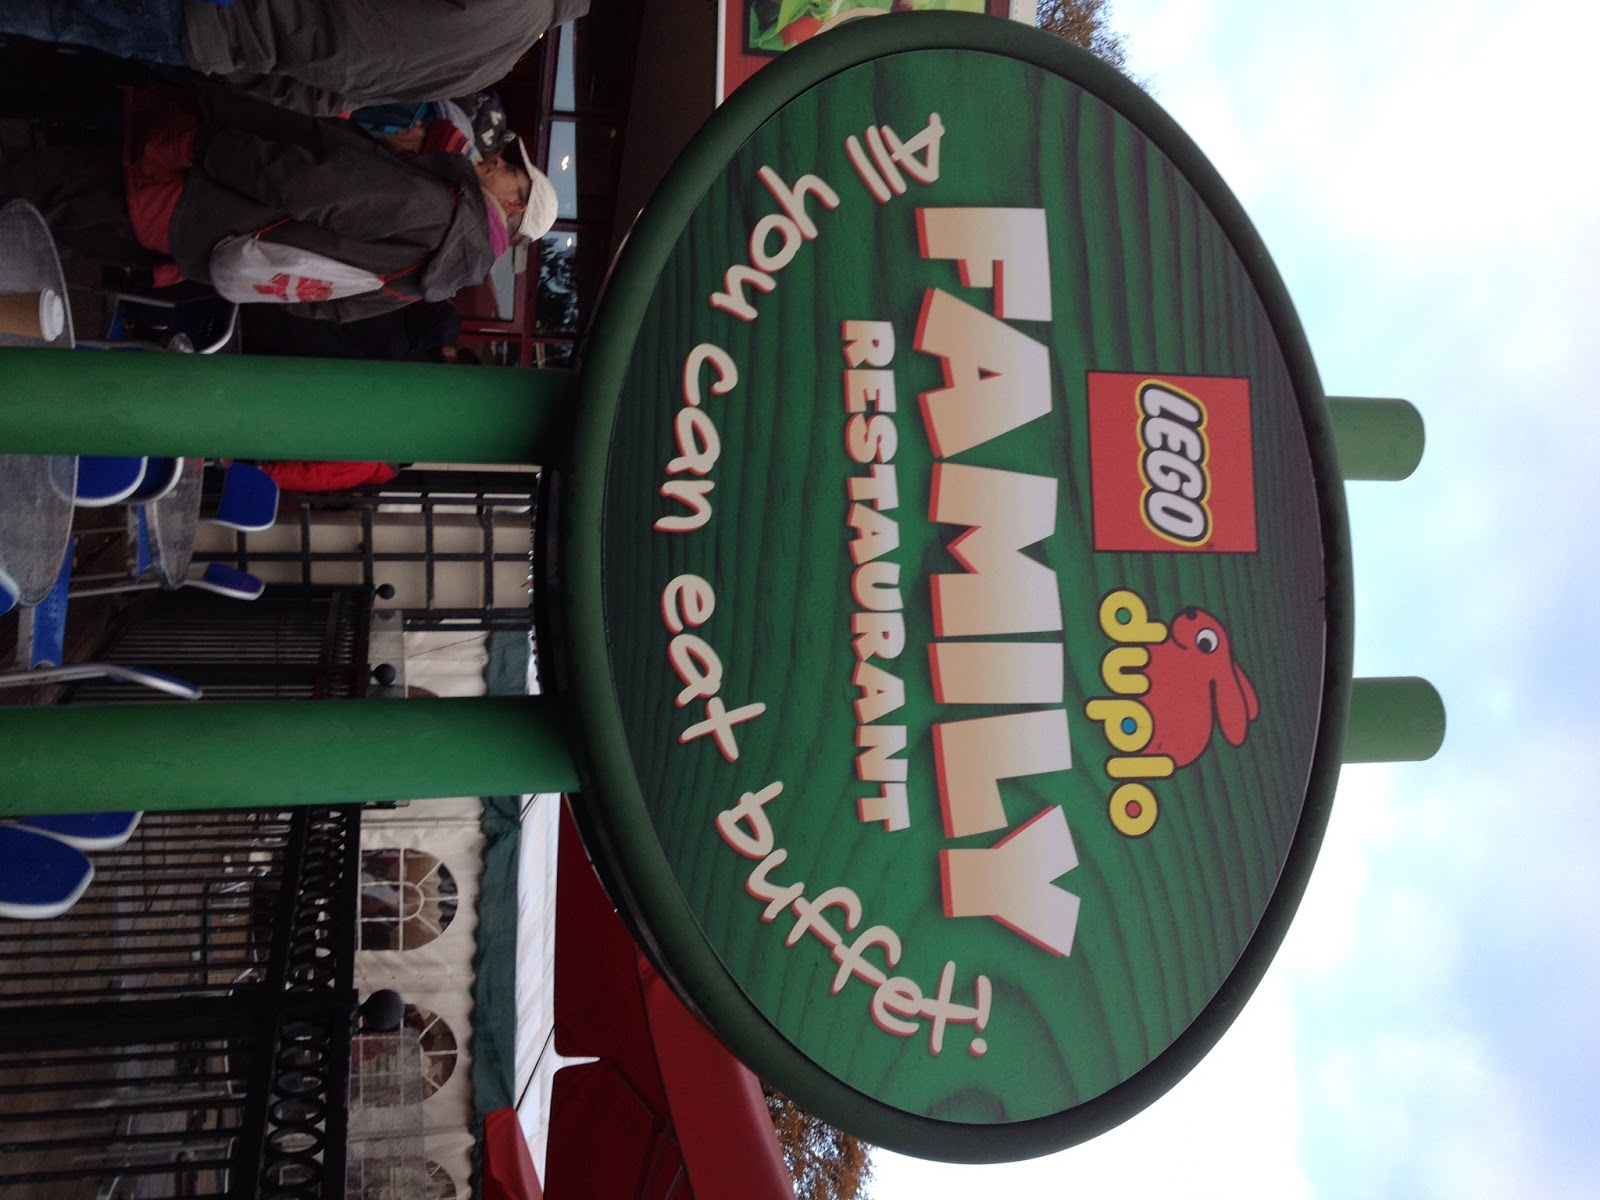 LEGO duplo
FAMILY
RESTAURANT
All you can eat buffet!